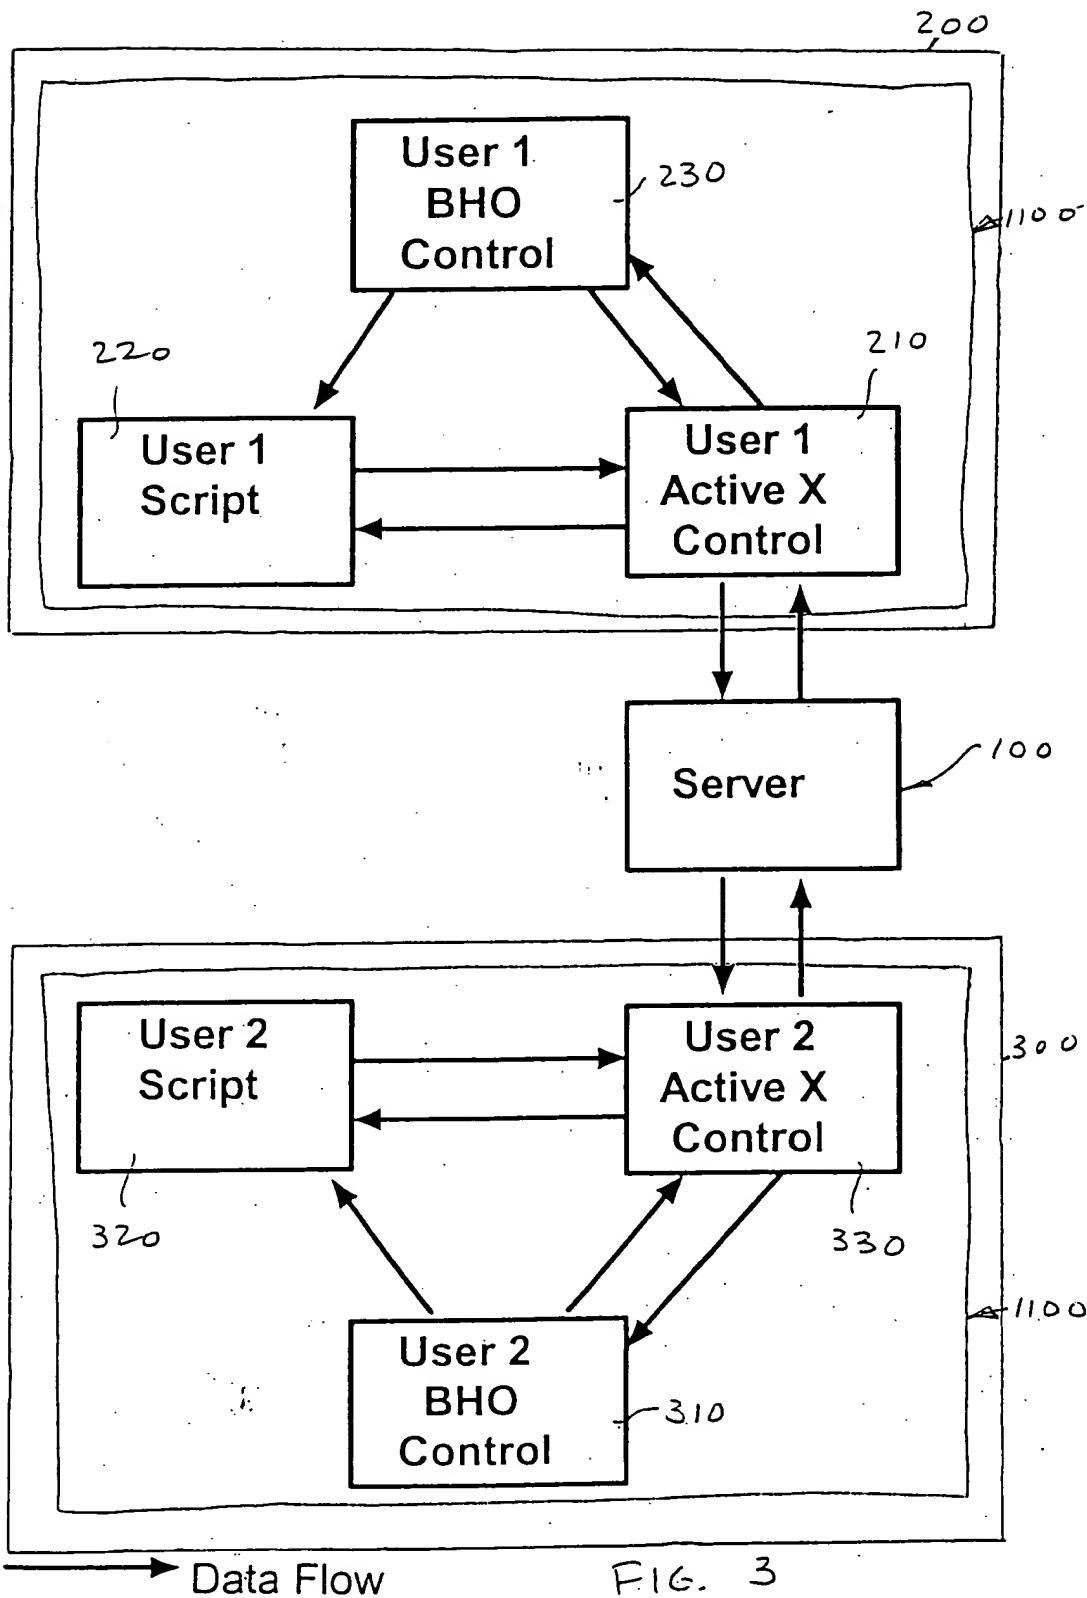 200
User 1
BHO
Control
230
1100
220
210
User 1
Script
User 1
Active X
Control
Server
100
User 2
Script
User 2
Active X
Control
300
320
330
1100
User 2
BHO
Control
310
Data Flow
FIG. 3